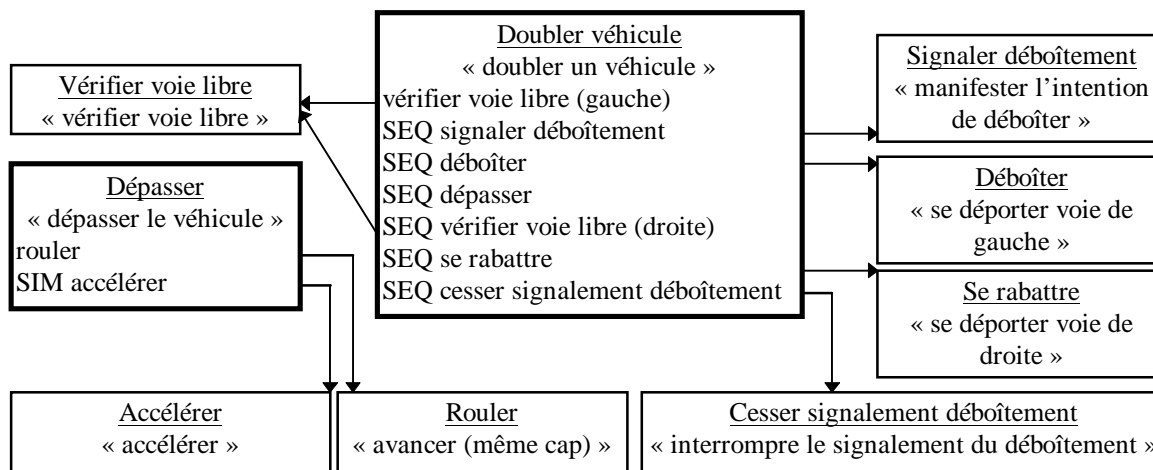 Doubler véhicule
« doubler un véhicule »
vérifier voie libre (gauche)
SEQ signaler déboîtement
SEQ déboîter
SEQ dépasser
SEQ vérifier voie libre (droite)
SEQ se rabattre
SEQ cesser signalement déboîtement
Vérifier voie libre
« vérifier voie libre »
Dépasser
« dépasser le véhicule »
rouler
SIM accélérer
Signaler déboîtement
« manifester l’intention
de déboîter »
Déboîter
« se déporter voie de
gauche »
Se rabattre
« se déporter voie de
droite »
Accélérer
« accélérer »
Rouler
« avancer (même cap) »
Cesser signalement déboîtement
« interrompre le signalement du déboîtement »